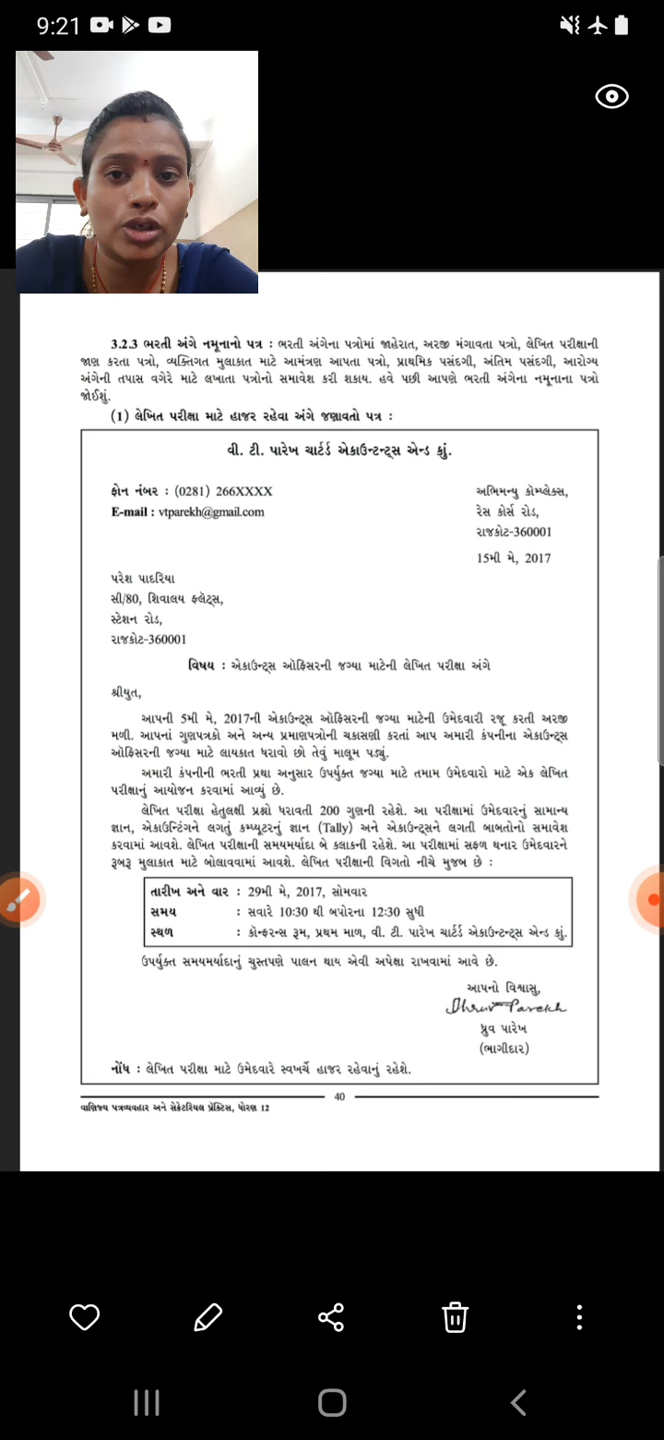 9:21
3.2.3 ભરતી અંગે નમૂનાનો પત્ર : ભરતી અંગેના પત્રોમાં જાહેરાત, અરજી મંગાવતા પત્રો, લેખિત પરીક્ષાની
જાણ કરતા પત્રો, વ્યક્તિગત મુલાકાત માટે આમંત્રણ આપતા પત્રો, પ્રાથમિક પસંદગી, અંતિમ પસંદગી, આરોગ્ય
અંગેની તપાસ વગેરે માટે લખાતા પત્રોનો સમાવેશ કરી શકાય. હવે પછી આપણે ભરતી અંગેના નમૂનાના પત્રો
જોઈશું.
(1) લેખિત પરીક્ષા માટે હાજર રહેવા અંગે જણાવતો પત્ર :
વી. ટી. પારેખ ચાર્ટર્ડ એકાઉન્ટન્ટ્સ એન્ડ કું.
ફોન નંબર : (0281) 266XXXX
E-mail : vtparekh@gmail.com
અભિમન્યુ કૉમ્પ્લેક્સ,
રેસ કોર્સ રોડ,
રાજકોટ-360001
15મી મે, 2017
પરેશ પાદરિયા
સી/80, શિવાલય ફ્લૅટ્સ,
સ્ટેશન રોડ,
રાજકોટ-360001
વિષય : એકાઉન્ટ્સ ઑફિસરની જગ્યા માટેની લેખિત પરીક્ષા અંગે
શ્રીયુત,
આપની 5મી મે, 2017ની એકાઉન્ટ્સ ઑફિસરની જગ્યા માટેની ઉમેદવારી રજૂ કરતી અરજી
મળી. આપનાં ગુણપત્રકો અને અન્ય પ્રમાણપત્રોની ચકાસણી કરતાં આપ અમારી કંપનીના એકાઉન્ટ્સ
ઑફિસરની જગ્યા માટે લાયકાત ધરાવો છો તેવું માલૂમ પડ્યું.
અમારી કંપનીની ભરતી પ્રથા અનુસાર ઉપર્યુક્ત જગ્યા માટે તમામ ઉમેદવારો માટે એક લેખિત
પરીક્ષાનું આયોજન કરવામાં આવ્યું છે.
લેખિત પરીક્ષા હેતુલક્ષી પ્રશ્નો ધરાવતી 200 ગુણની રહેશે. આ પરીક્ષામાં ઉમેદવારનું સામાન્ય
જ્ઞાન, એકાઉન્ટિંગને લગતું કમ્પ્યૂટરનું જ્ઞાન (Tally) અને એકાઉન્ટ્સને લગતી બાબતોનો સમાવેશ
કરવામાં આવશે. લેખિત પરીક્ષાની સમયમર્યાદા બે કલાકની રહેશે. આ પરીક્ષામાં સફળ થનાર ઉમેદવારને
રૂબરૂ મુલાકાત માટે બોલાવવામાં આવશે. લેખિત પરીક્ષાની વિગતો નીચે મુજબ છે :
તારીખ અને વાર : 29મી મે, 2017, સોમવાર
સમય : સવારે 10:30 થી બપોરના 12:30 સુધી
સ્થળ : કોન્ફરન્સ રૂમ, પ્રથમ માળ, વી. ટી. પારેખ ચાર્ટર્ડ એકાઉન્ટન્ટ્સ એન્ડ કું.
ઉપર્યુક્ત સમયમર્યાદાનું ચુસ્તપણે પાલન થાય એવી અપેક્ષા રાખવામાં આવે છે.
આપનો વિશ્વાસુ,
Dhruv Parekh
ધ્રુવ પારેખ
(ભાગીદાર)
નોંધ : લેખિત પરીક્ષા માટે ઉમેદવારે સ્વખર્ચે હાજર રહેવાનું રહેશે.
40
વાણિજ્ય પત્રવ્યવહાર અને સેક્રેટરિયલ પ્રૅક્ટિસ, ધોરણ 12